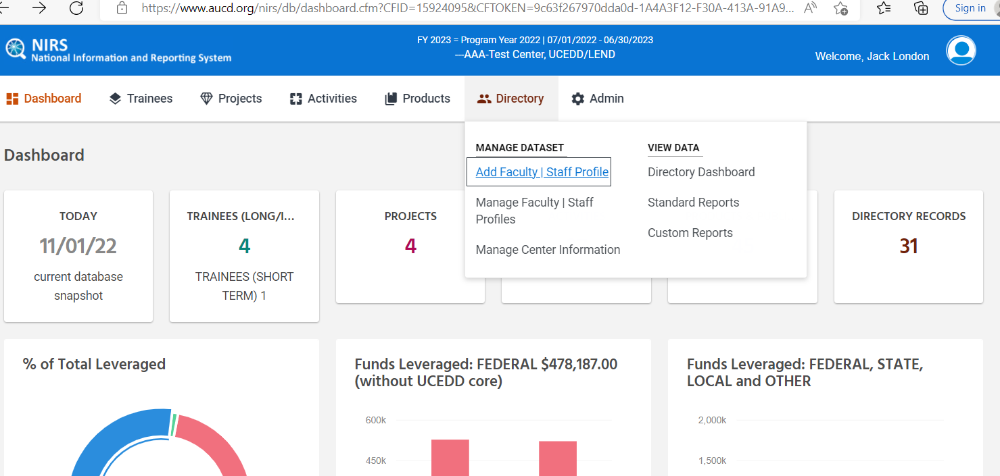 https://www.aucd.org/nirs/db/dashboard.cfm?CFID=15924095&CFTOKEN=9c63f267970dda0d-1A4A3F12-F30A-413A-91A9...
Sign in
NIRS
National Information and Reporting System
FY 2023 = Program Year 2022 | 07/01/2022 - 06/30/2023
---AAA-Test Center, UCEDD/LEND
Welcome, Jack London
Dashboard Trainees Projects Activities Products Directory Admin
MANAGE DATASET
Add Faculty | Staff Profile
Manage Faculty | Staff
Profiles
Manage Center Information
VIEW DATA
Directory Dashboard
Standard Reports
Custom Reports
Dashboard
TODAY
11/01/22
current database
snapshot
TRAINEES (LONG/I...
4
TRAINEES (SHORT
TERM) 1
PROJECTS
4
DIRECTORY RECORDS
31
% of Total Leveraged
Funds Leveraged: FEDERAL $478,187.00
(without UCEDD core)
600k
450k
Funds Leveraged: FEDERAL, STATE,
LOCAL and OTHER
2,000k
1,500k